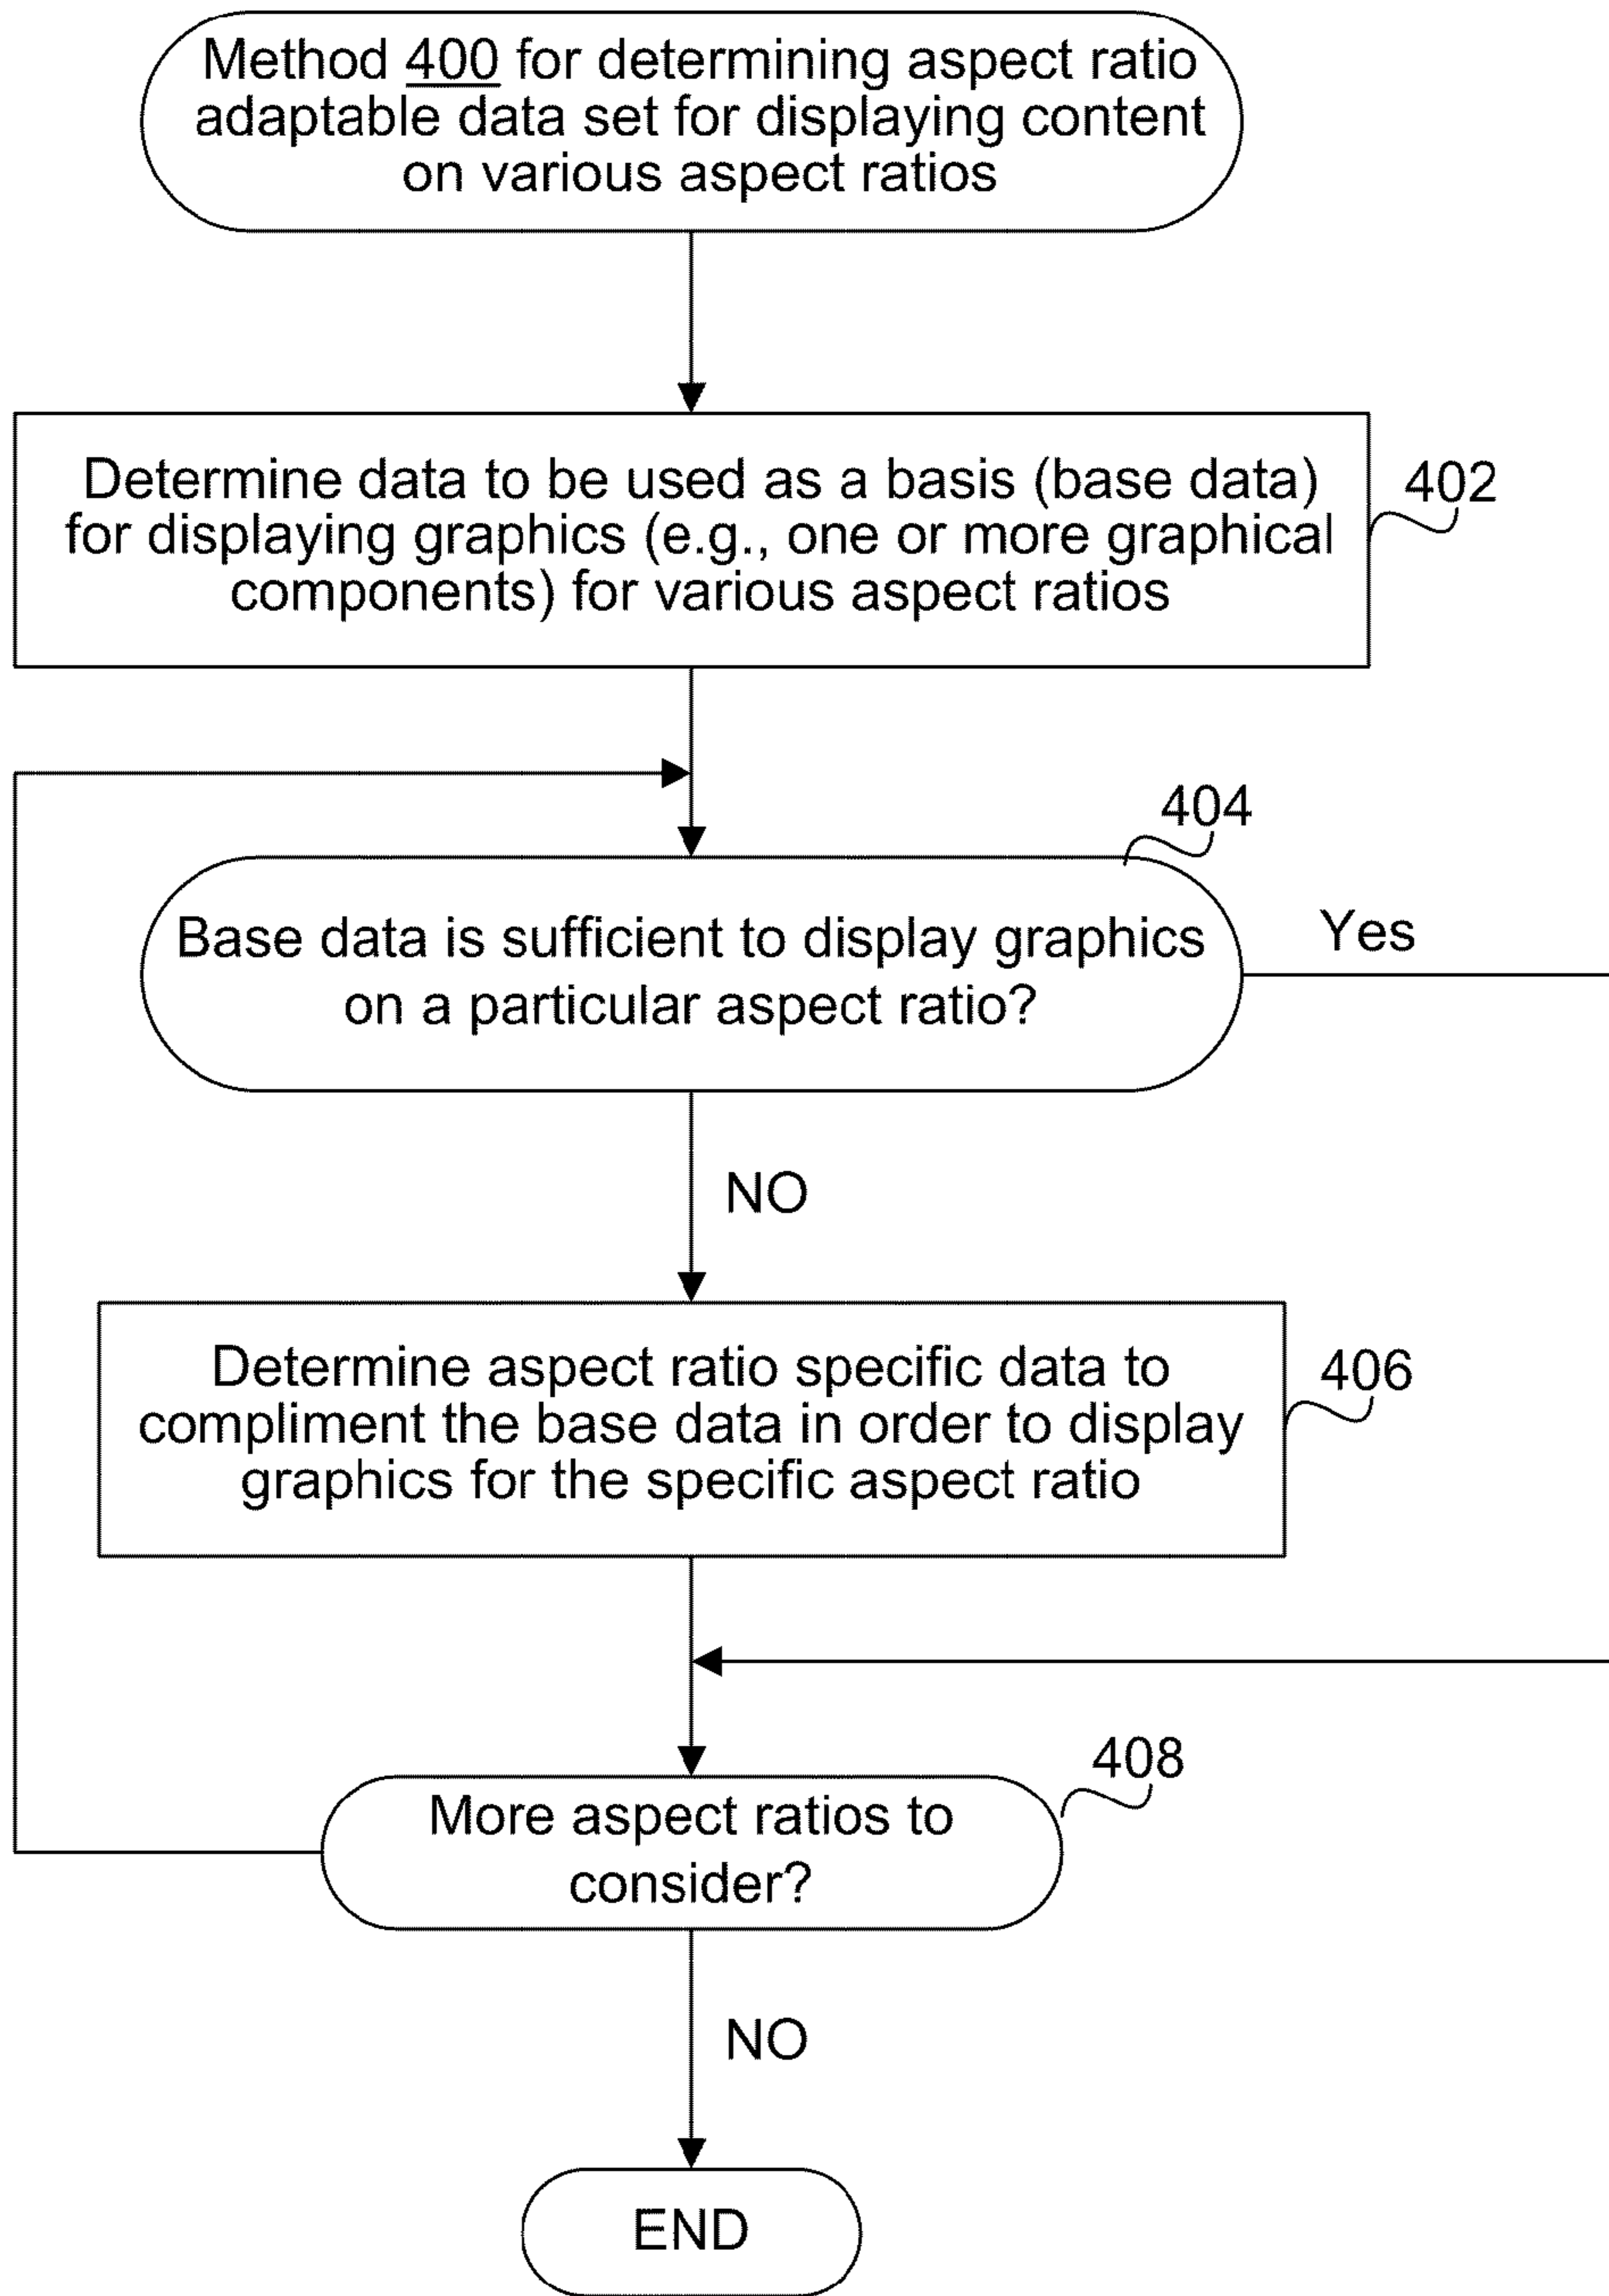 Method 400 for determining aspect ratio
adaptable data set for displaying content
on various aspect ratios
Determine data to be used as a basis (base data)
for displaying graphics (e.g., one or more graphical
components) for various aspect ratios
402
404
Base data is sufficient to display graphics
on a particular aspect ratio?
Yes
NO
Determine aspect ratio specific data to
compliment the base data in order to display
graphics for the specific aspect ratio
406
408
More aspect ratios to
consider?
NO
END